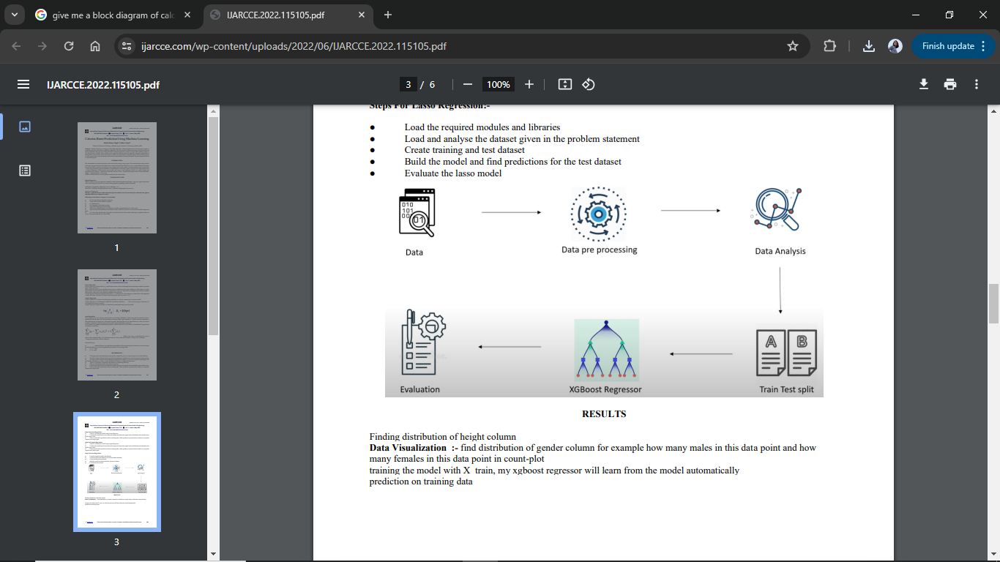 give me a block diagram of calc
IJARCCE.2022.115105.pdf
ijarcce.com/wp-content/uploads/2022/06/IJARCCE.2022.115105.pdf
Finish update
IJARCCE.2022.115105.pdf
3 / 6
100%
1
2
3
Steps For Lasso Regression:-
● Load the required modules and libraries
● Load and analyse the dataset given in the problem statement
● Create training and test dataset
● Build the model and find predictions for the test dataset
● Evaluate the lasso model
010
101
00
01
Data
Data pre processing
Data Analysis
A B
Evaluation
XGBoost Regressor
Train Test split
RESULTS
Finding distribution of height column
Data Visualization :- find distribution of gender column for example how many males in this data point and how
many females in this data point in count-plot
training the model with X train, my xgboost regressor will learn from the model automatically
prediction on training data